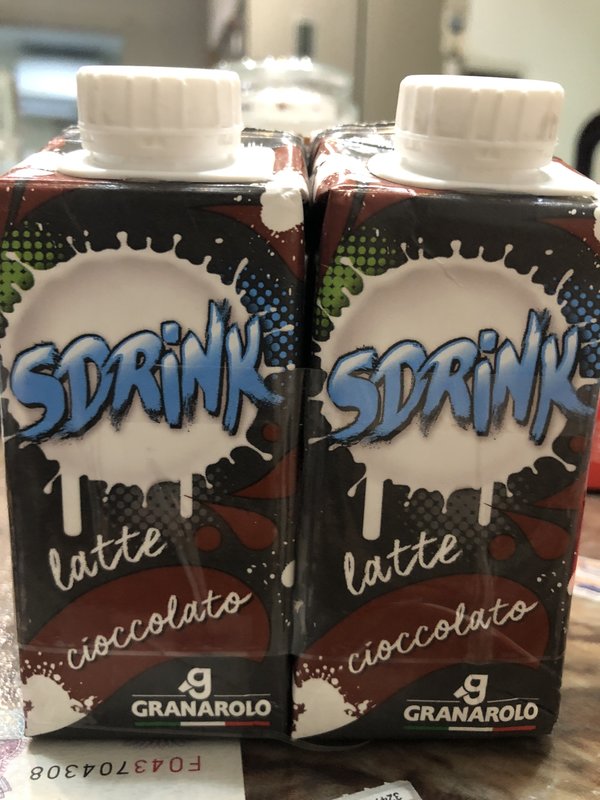 SDRINK
latte
cioccolato
GRANAROLO
SDRINK
latte
cioccolato
GRANAROLO
F043704308